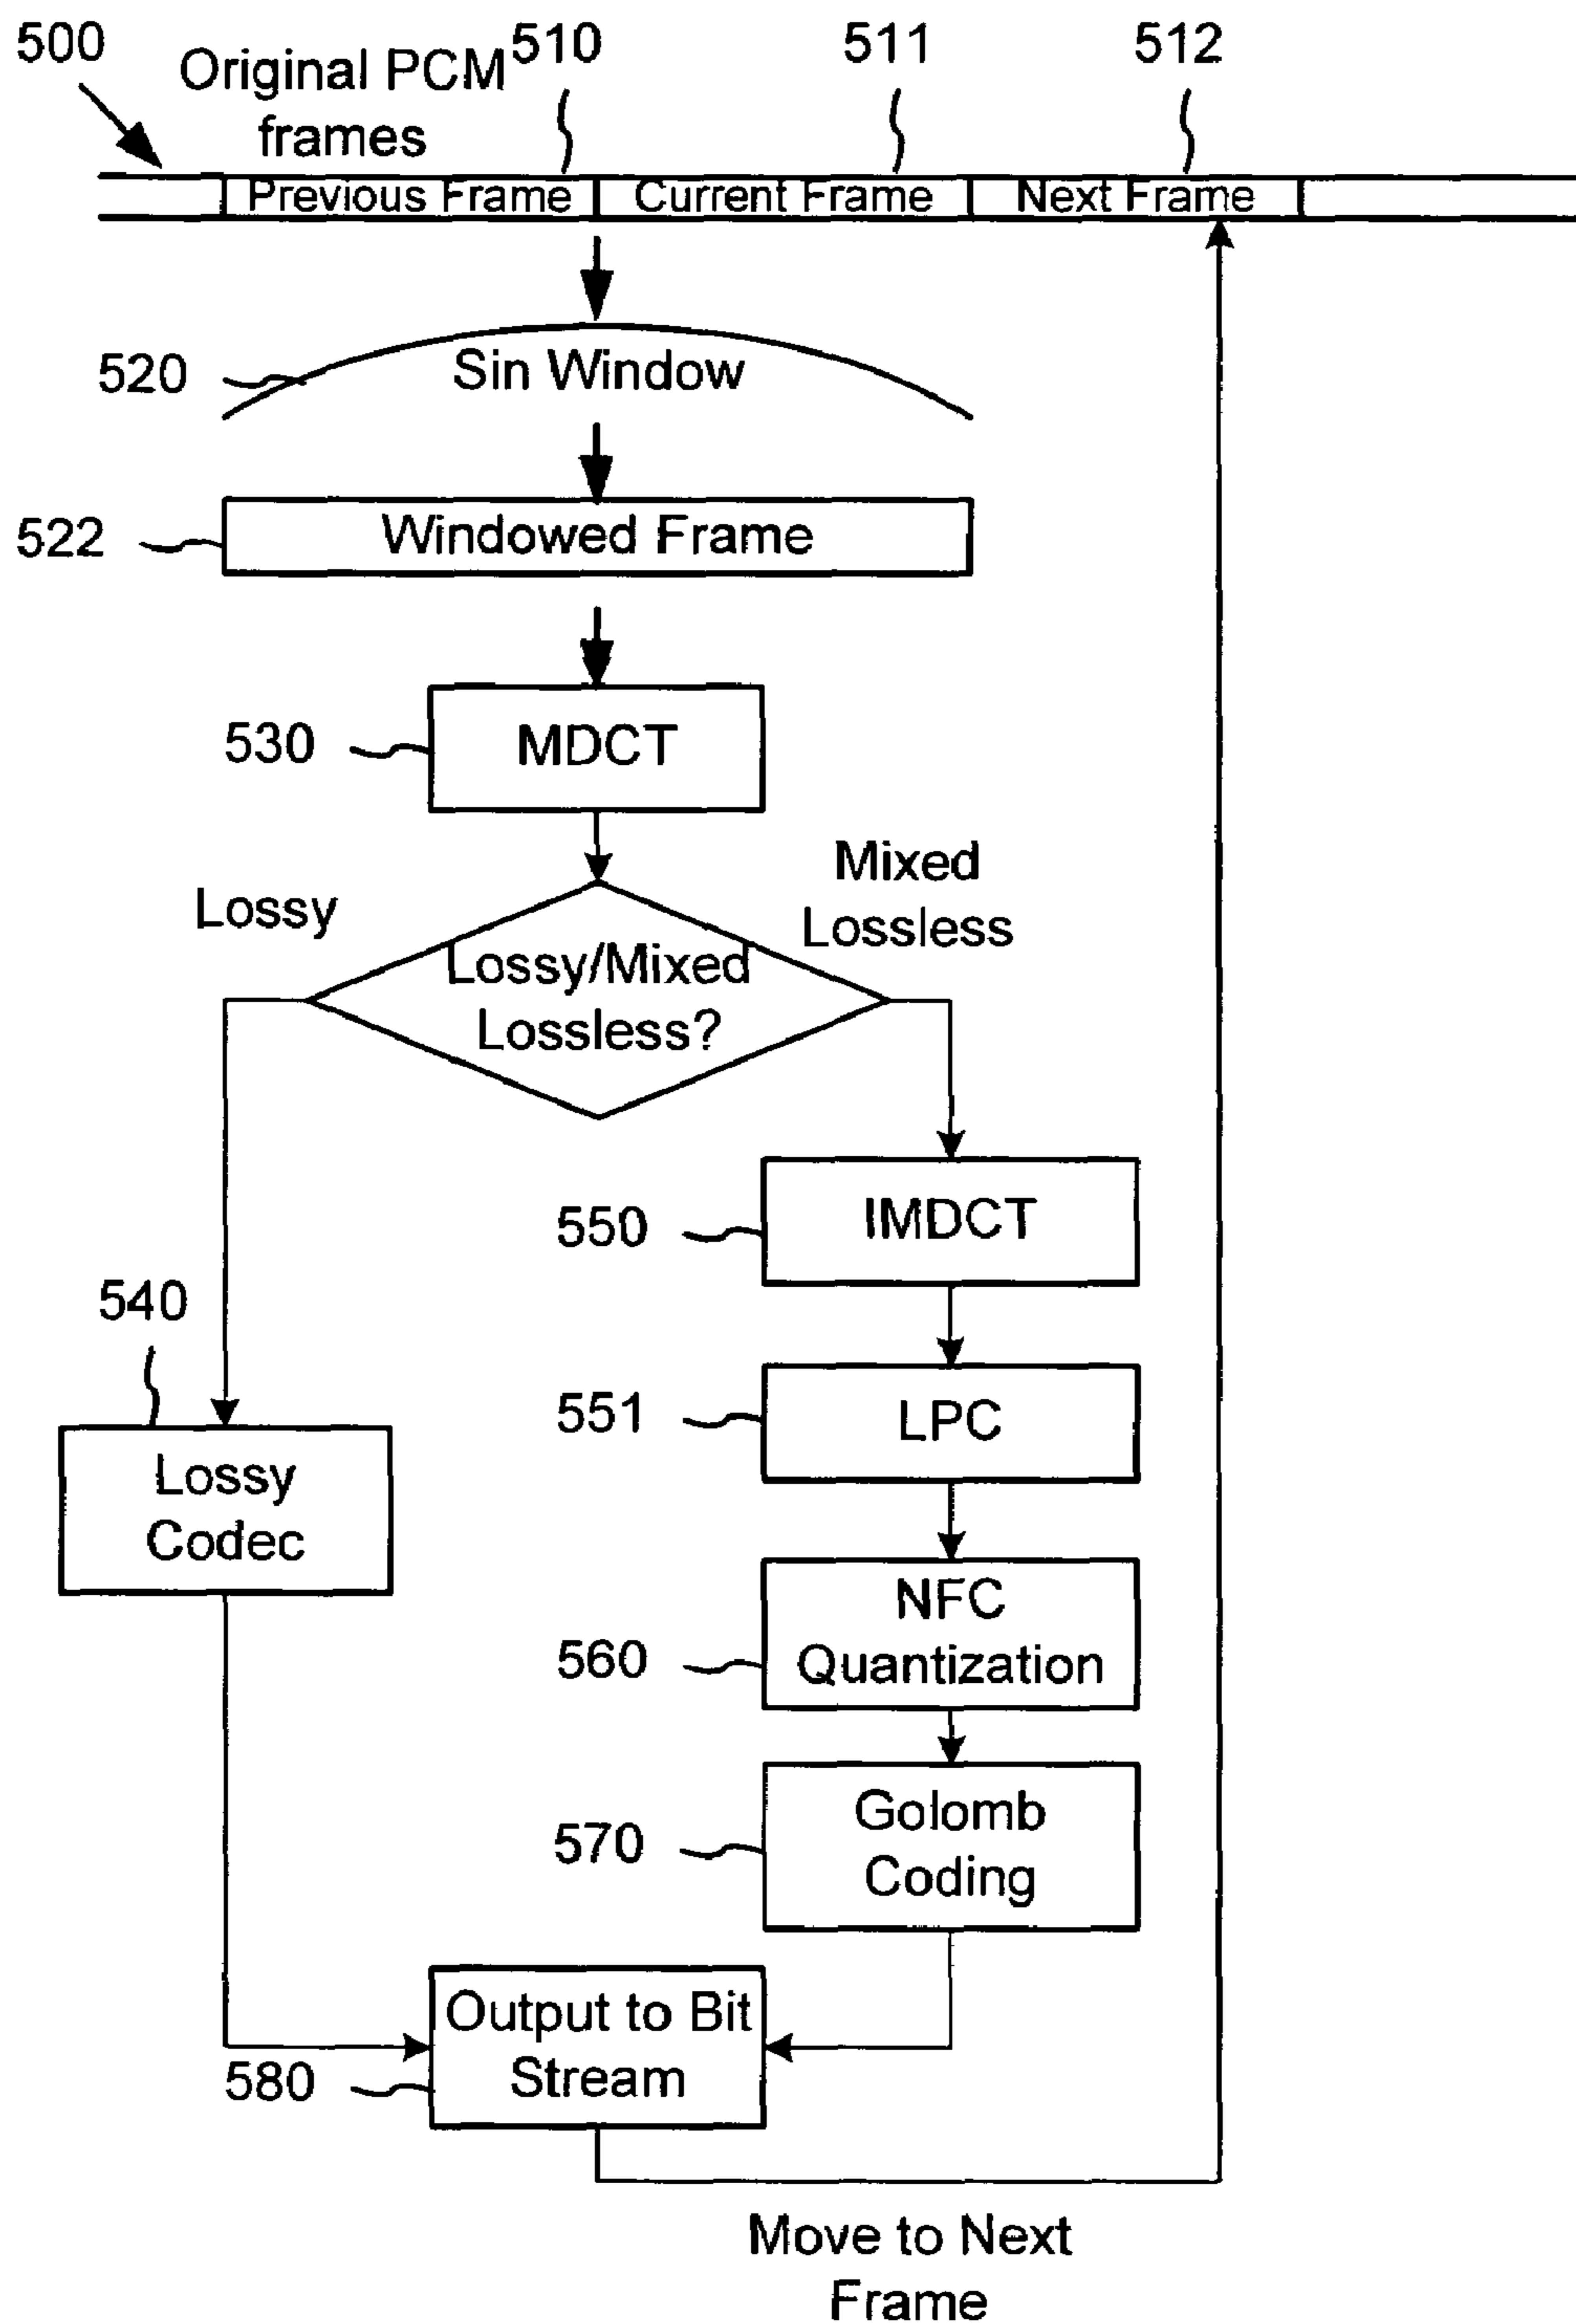 500
Original PCM
frames
510
511
512
Previous Frame
Current Frame
Next Frame
520
Sin Window
522
Windowed Frame
530
MDCT
Lossy
Mixed
Lossless
Lossy/Mixed
Lossless?
550
IMDCT
540
551
LPC
Lossy
Codec
NFC
Quantization
560
Golomb
Coding
570
Output to Bit
Stream
580
Move to Next
Frame